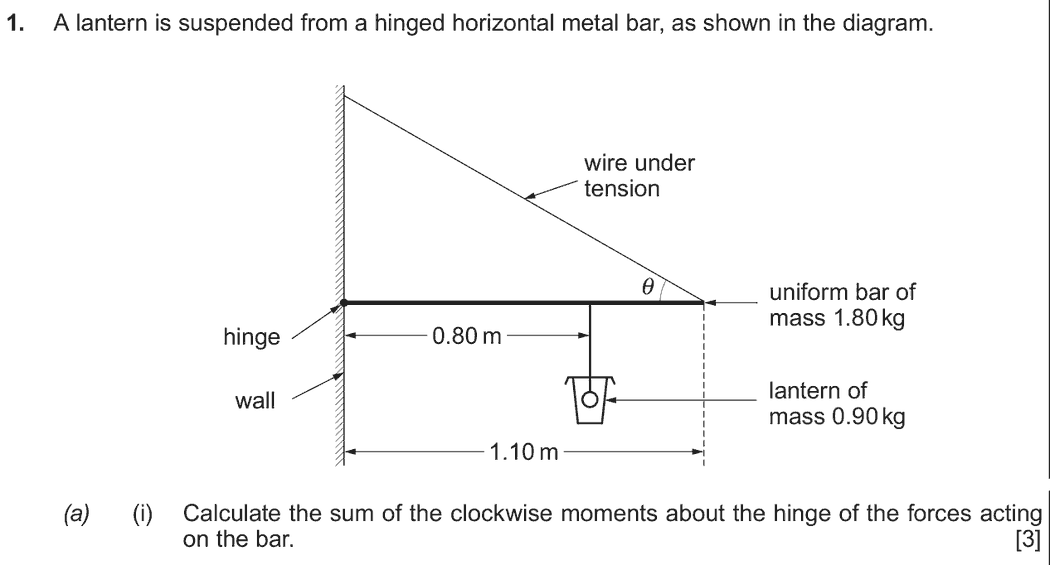 1. A lantern is suspended from a hinged horizontal metal bar, as shown in the diagram.
wire under
tension
θ
uniform bar of
mass 1.80 kg
hinge
0.80 m
wall
lantern of
mass 0.90 kg
1.10 m
(a) (i) Calculate the sum of the clockwise moments about the hinge of the forces acting
on the bar. [3]